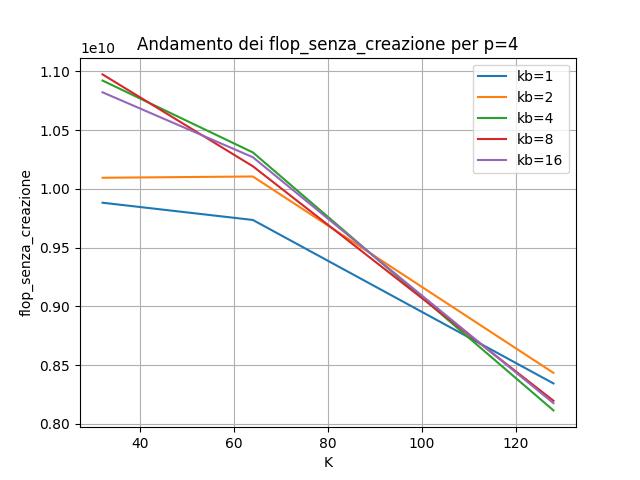 Andamento dei flop_senza_creazione per p=4
1e10
1.10
1.05
1.00
0.95
0.90
0.85
0.80
flop_senza_creazione
40
60
80
100
120
K
kb=1
kb=2
kb=4
kb=8
kb=16